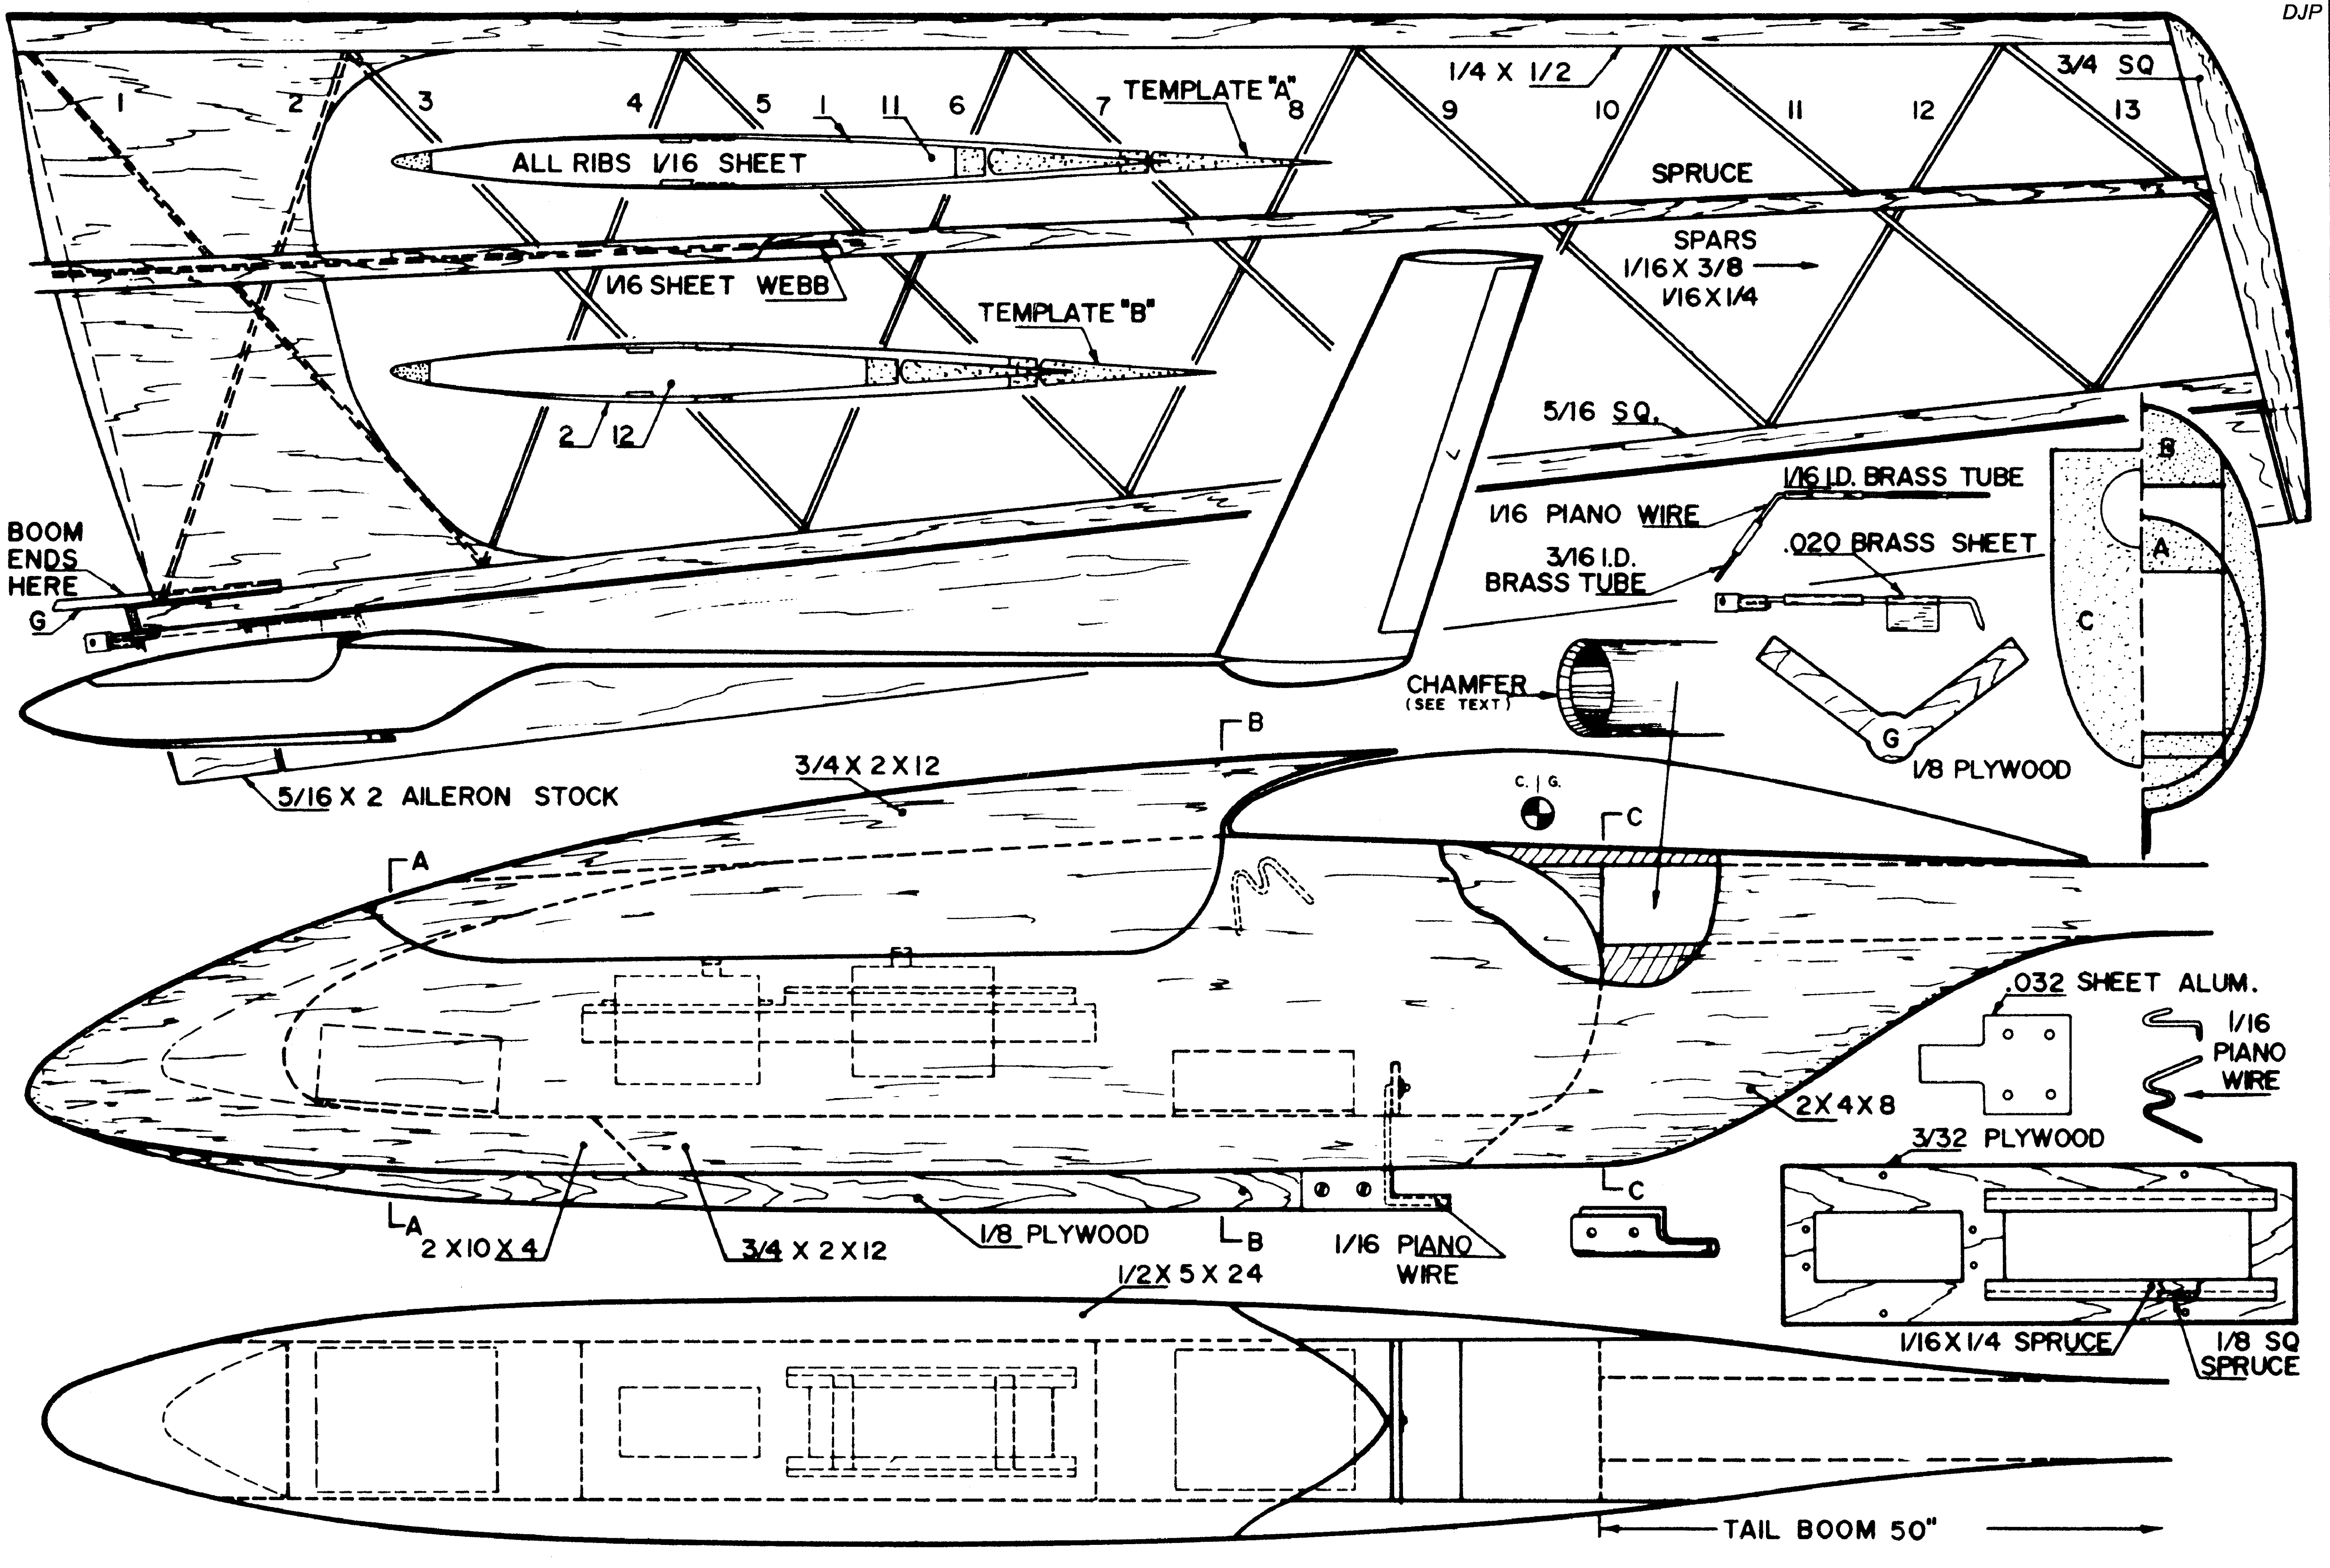 DJP
1/4 X 1/2
3/4 SQ
TEMPLATE "A"
1
2
3
4
5
1
11
6
7
8
9
10
11
12
13
ALL RIBS 1/16 SHEET
SPRUCE
SPARS
1/16 X 3/8
1/16 X 1/4
1/16 SHEET WEBB
TEMPLATE "B"
2
12
5/16 SQ.
B
A
C
1/16 I.D. BRASS TUBE
1/16 PIANO WIRE
3/16 I.D.
BRASS TUBE
.020 BRASS SHEET
BOOM
ENDS
HERE
G
CHAMFER
(SEE TEXT)
G
1/8 PLYWOOD
B
3/4 X 2 X 12
5/16 X 2 AILERON STOCK
C. G.
C
A
.032 SHEET ALUM.
1/16
PIANO
WIRE
2 X 4 X 8
3/32 PLYWOOD
A
2 X 10 X 4
3/4 X 2 X 12
1/8 PLYWOOD
B
1/16 PIANO
WIRE
C
1/2 X 5 X 24
1/16 X 1/4 SPRUCE
1/8 SQ
SPRUCE
TAIL BOOM 50"